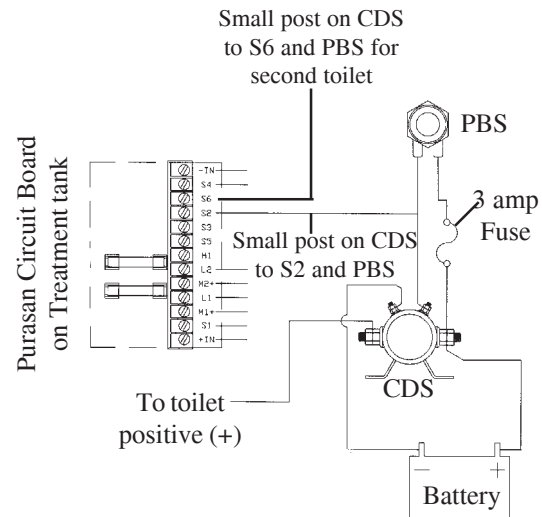 Small post on CDS
to S6 and PBS for
second toilet
PBS
3 amp
Fuse
Purasan Circuit Board
on Treatment tank
-IN
S4
S6
S2
S3
S5
H1
L2
M2+
L1
M1+
S1
+IN
Small post on CDS
to S2 and PBS
CDS
To toilet
positive (+)
- +
Battery